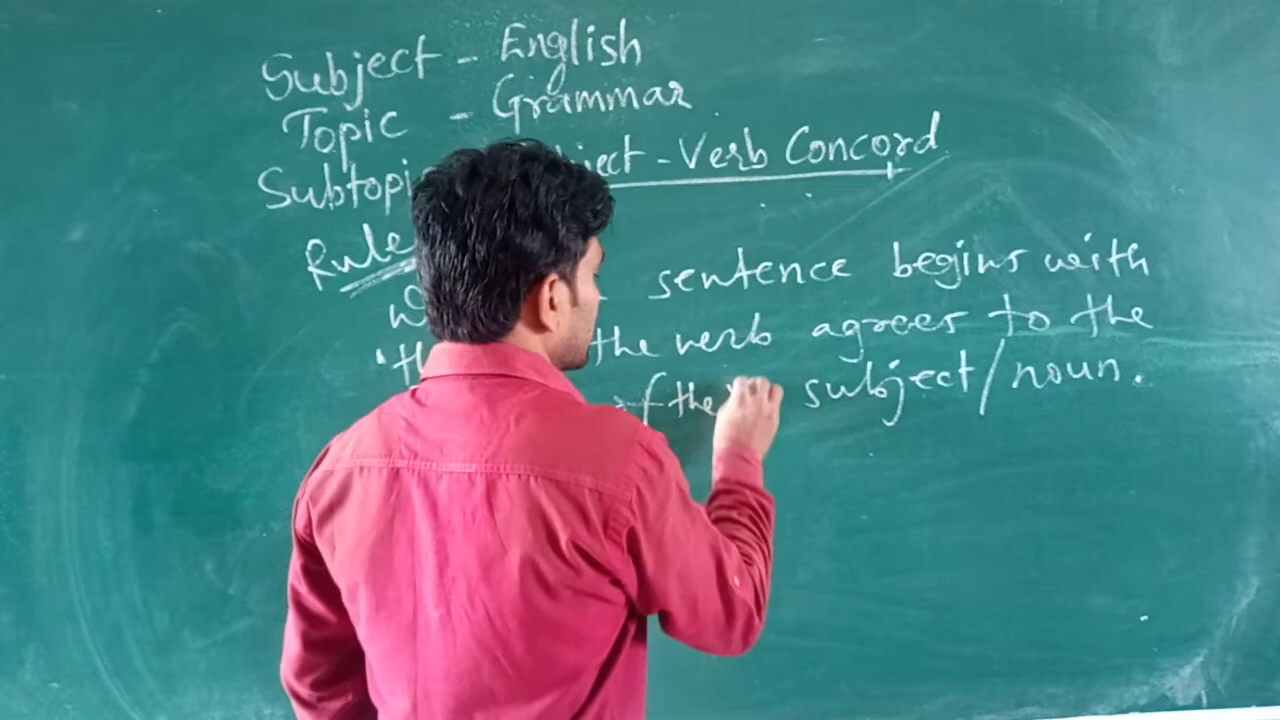 Subject - English
Topic - Grammar
Subtopi ject - Verb Concord
Rule
sentence begins with
the verb agrees to the
of the subject/noun.